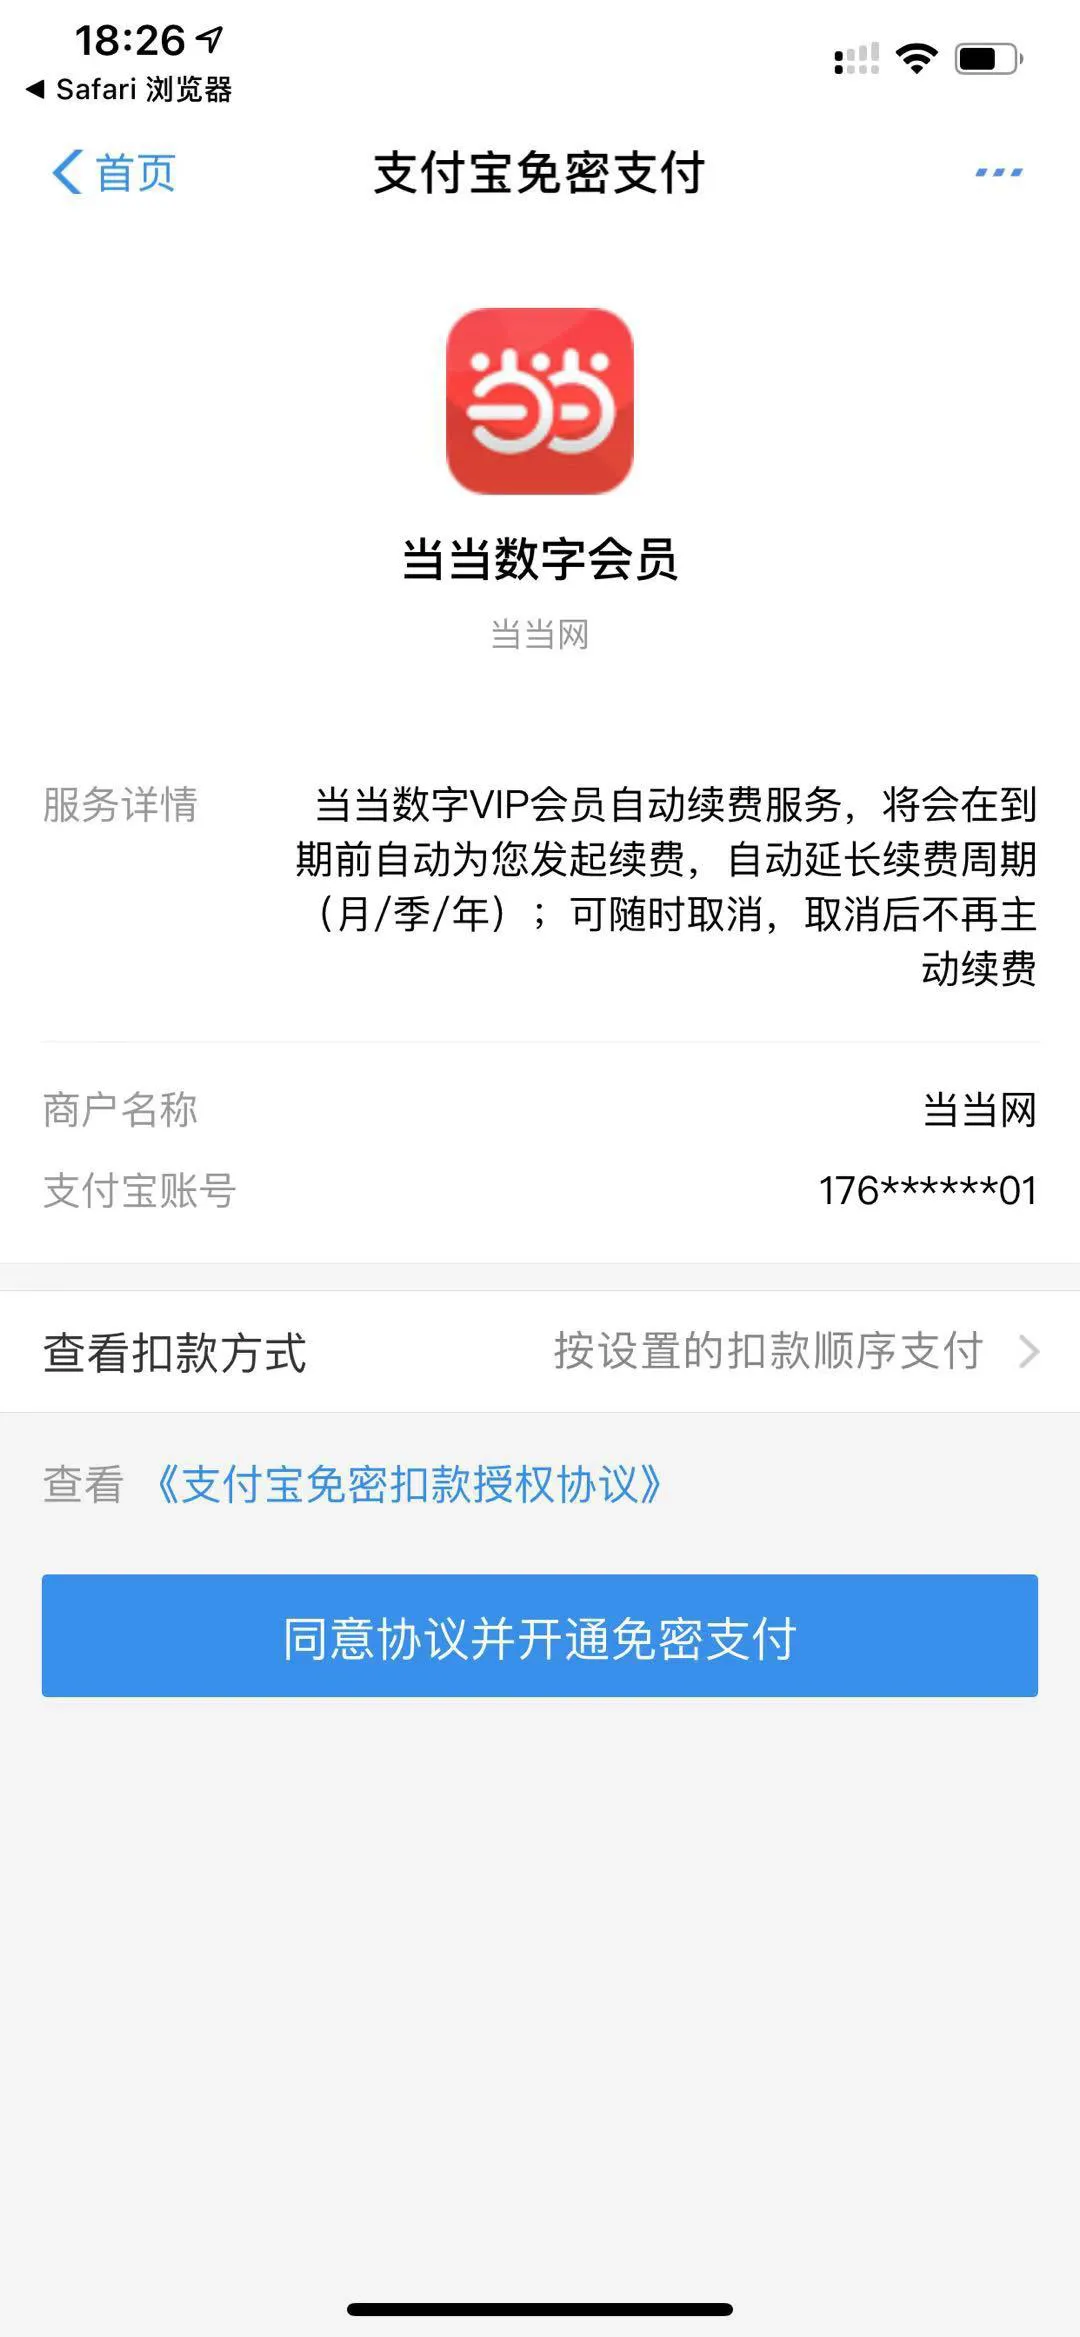 18:26
◀ Safari 浏览器
首页
支付宝免密支付
当当
当当数字会员
当当网
服务详情
当当数字VIP会员自动续费服务，将会在到
期前自动为您发起续费，自动延长续费周期
（月/季/年）；可随时取消，取消后不再主
动续费
商户名称
当当网
支付宝账号
176******01
查看扣款方式
按设置的扣款顺序支付
查看 《支付宝免密扣款授权协议》
同意协议并开通免密支付